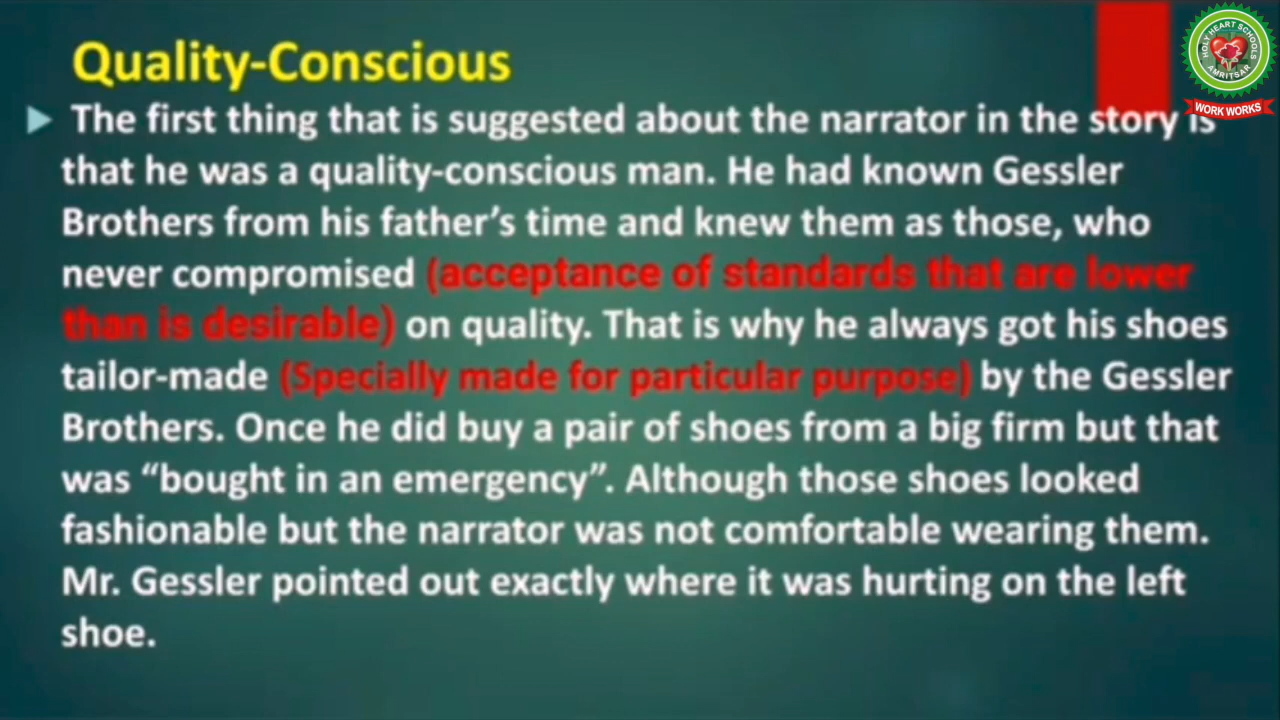 Quality-Conscious
The first thing that is suggested about the narrator in the story is
that he was a quality-conscious man. He had known Gessler
Brothers from his father’s time and knew them as those, who
never compromised (acceptance of standards that are lower
than is desirable) on quality. That is why he always got his shoes
tailor-made (Specially made for particular purpose) by the Gessler
Brothers. Once he did buy a pair of shoes from a big firm but that
was “bought in an emergency”. Although those shoes looked
fashionable but the narrator was not comfortable wearing them.
Mr. Gessler pointed out exactly where it was hurting on the left
shoe.
HOLY HEART SCHOOLS
AMRITSAR
WORK WORKS